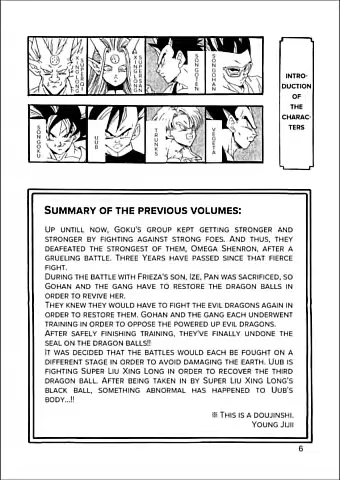 SONGOHAN
SONGOTEN
INTRO-
DUCTION
OF
THE
CHARAC-
TERS
SON GOKU
UUB
TRUNKS
VEGETA
SUMMARY OF THE PREVIOUS VOLUMES:
UP UNTILL NOW, GOKU'S GROUP KEPT GETTING STRONGER AND
STRONGER BY FIGHTING AGAINST STRONG FOES. AND THUS, THEY
DEAFEATED THE STRONGEST OF THEM, OMEGA SHENRON, AFTER A
GRUELING BATTLE. THREE YEARS HAVE PASSED SINCE THAT FIERCE
FIGHT.
DURING THE BATTLE WITH FRIEZA'S SON, IZE, PAN WAS SACRIFICED, SO
GOHAN AND THE GANG HAVE TO RESTORE THE DRAGON BALLS IN
ORDER TO REVIVE HER.
THEY KNEW THEY WOULD HAVE TO FIGHT THE EVIL DRAGONS AGAIN IN
ORDER TO RESTORE THEM. GOHAN AND THE GANG EACH UNDERWENT
TRAINING IN ORDER TO OPPOSE THE POWERED UP EVIL DRAGONS.
AFTER SAFELY FINISHING TRAINING, THEY'VE FINALLY UNDONE THE
SEAL ON THE DRAGON BALLS!!
IT WAS DECIDED THAT THE BATTLES WOULD EACH BE FOUGHT ON A
DIFFERENT STAGE IN ORDER TO AVOID DAMAGING THE EARTH. UUB IS
FIGHTING SUPER LIU XING LONG IN ORDER TO RECOVER THE THIRD
DRAGON BALL. AFTER BEING TAKEN IN BY SUPER LIU XING LONG'S
BLACK BALL, SOMETHING ABNORMAL HAS HAPPENED TO UUB'S
BODY...!!
※ THIS IS A DOUJINSHI.
YOUNG JIJII
6